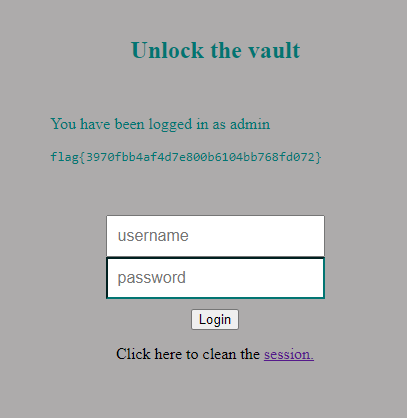 Unlock the vault
You have been logged in as admin
flag{3970fbb4af4d7e800b6104bb768fd072}
username
password
Login
Click here to clean the session.